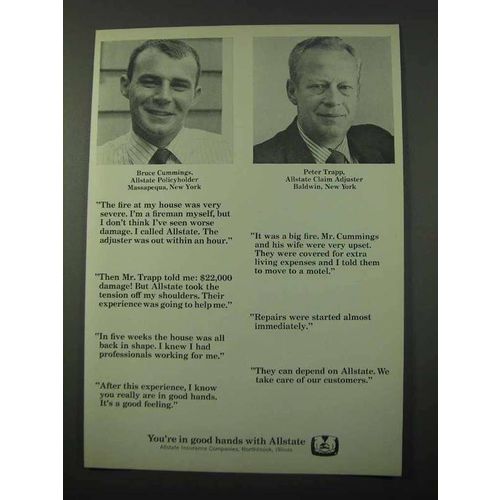 Bruce Cummings,
Allstate Policyholder
Massapequa, New York
Peter Trapp,
Allstate Claim Adjuster
Baldwin, New York
"The fire at my house was very
severe. I'm a fireman myself, but
I don't think I've seen worse
damage. I called Allstate. The
adjuster was out within an hour."
"It was a big fire. Mr. Cummings
and his wife were very upset.
They were covered for extra
living expenses and I told them
to move to a motel."
"Then Mr. Trapp told me: $22,000
damage! But Allstate took the
tension off my shoulders. Their
experience was going to help me."
"Repairs were started almost
immediately."
"In five weeks the house was all
back in shape. I knew I had
professionals working for me."
"They can depend on Allstate. We
take care of our customers."
"After this experience, I know
you really are in good hands.
It's a good feeling."
You're in good hands with Allstate
Allstate Insurance Companies, Northbrook, Illinois